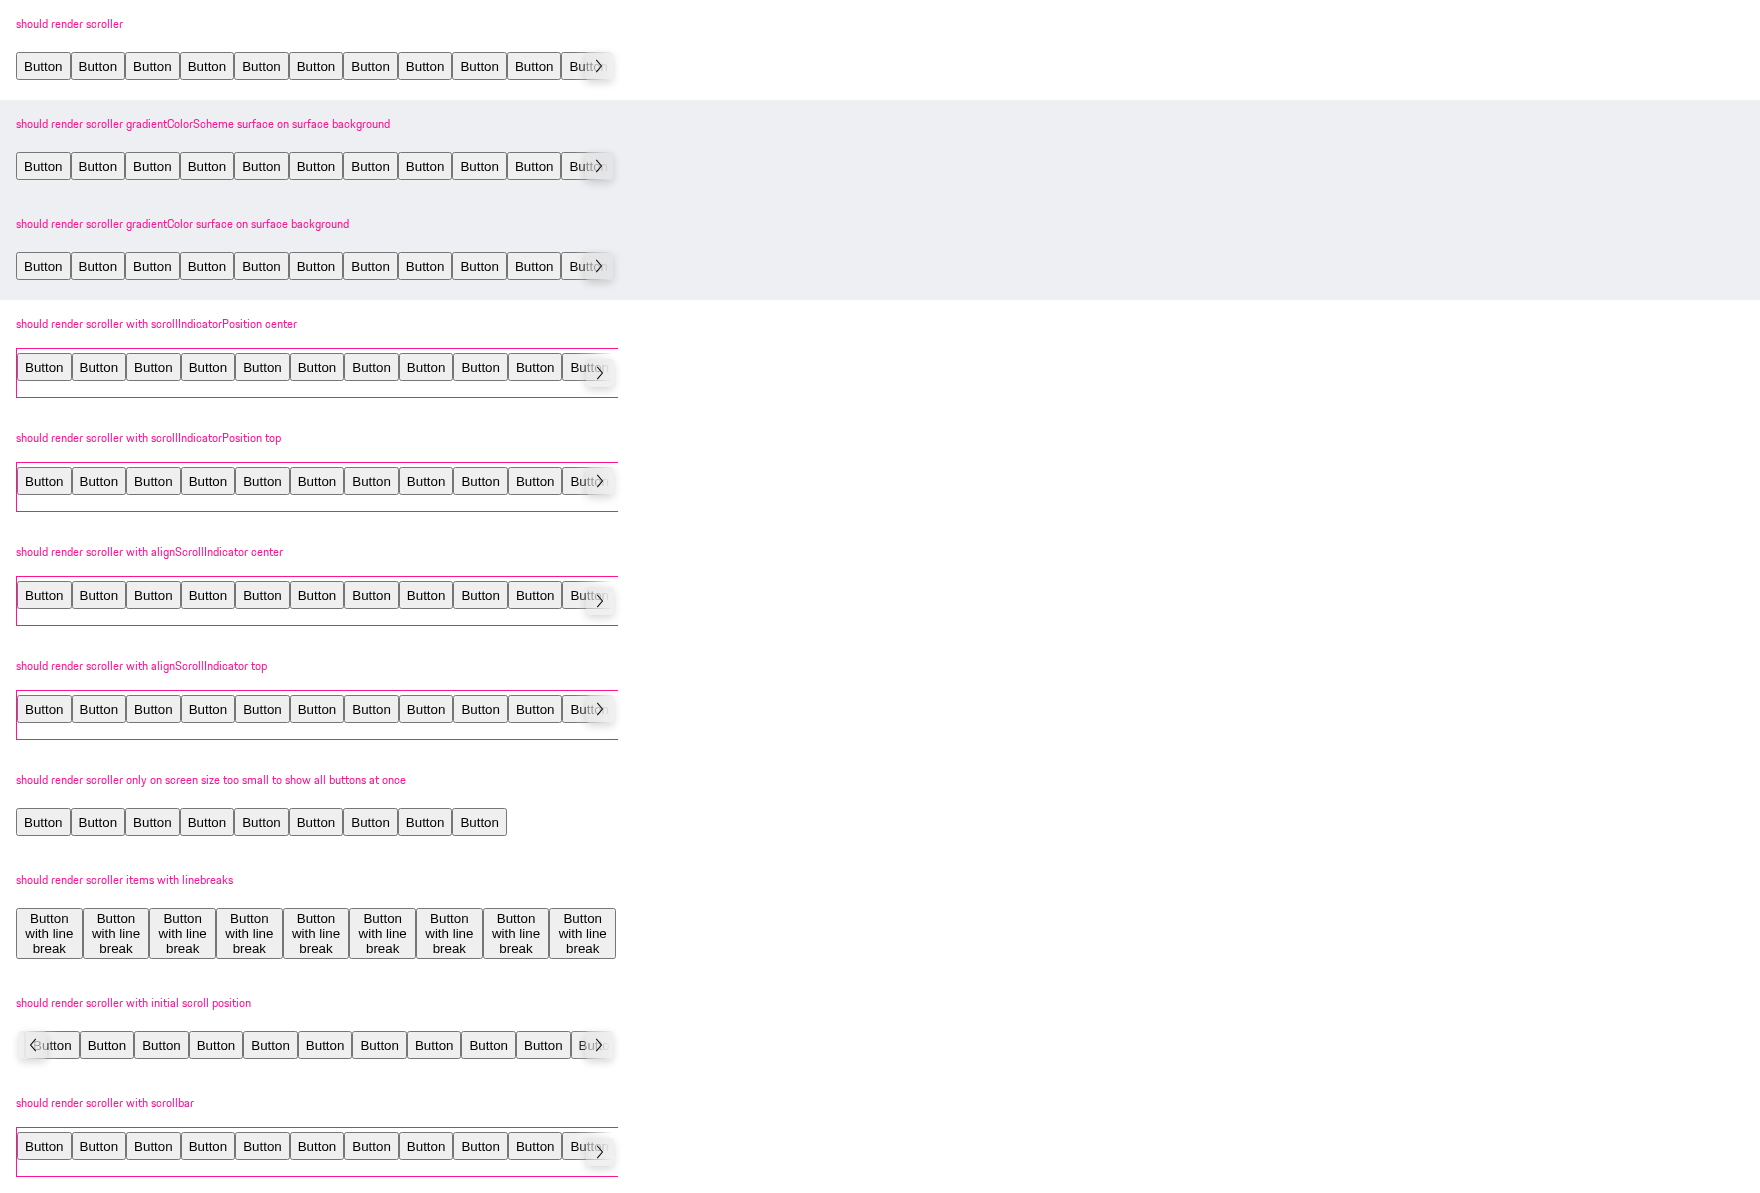 should render scroller
Button Button Button Button Button Button Button Button Button Button Button
should render scroller gradientColorScheme surface on surface background
Button Button Button Button Button Button Button Button Button Button Button
should render scroller gradientColor surface on surface background
Button Button Button Button Button Button Button Button Button Button Button
should render scroller with scrollIndicatorPosition center
Button Button Button Button Button Button Button Button Button Button Button
should render scroller with scrollIndicatorPosition top
Button Button Button Button Button Button Button Button Button Button Button
should render scroller with alignScrollIndicator center
Button Button Button Button Button Button Button Button Button Button Button
should render scroller with alignScrollIndicator top
Button Button Button Button Button Button Button Button Button Button Button
should render scroller only on screen size too small to show all buttons at once
Button Button Button Button Button Button Button Button Button
should render scroller items with linebreaks
Button Button Button Button Button Button Button Button Button
with line with line with line with line with line with line with line with line with line
break break break break break break break break break
should render scroller with initial scroll position
Button Button Button Button Button Button Button Button Button Button Button
should render scroller with scrollbar
Button Button Button Button Button Button Button Button Button Button Button